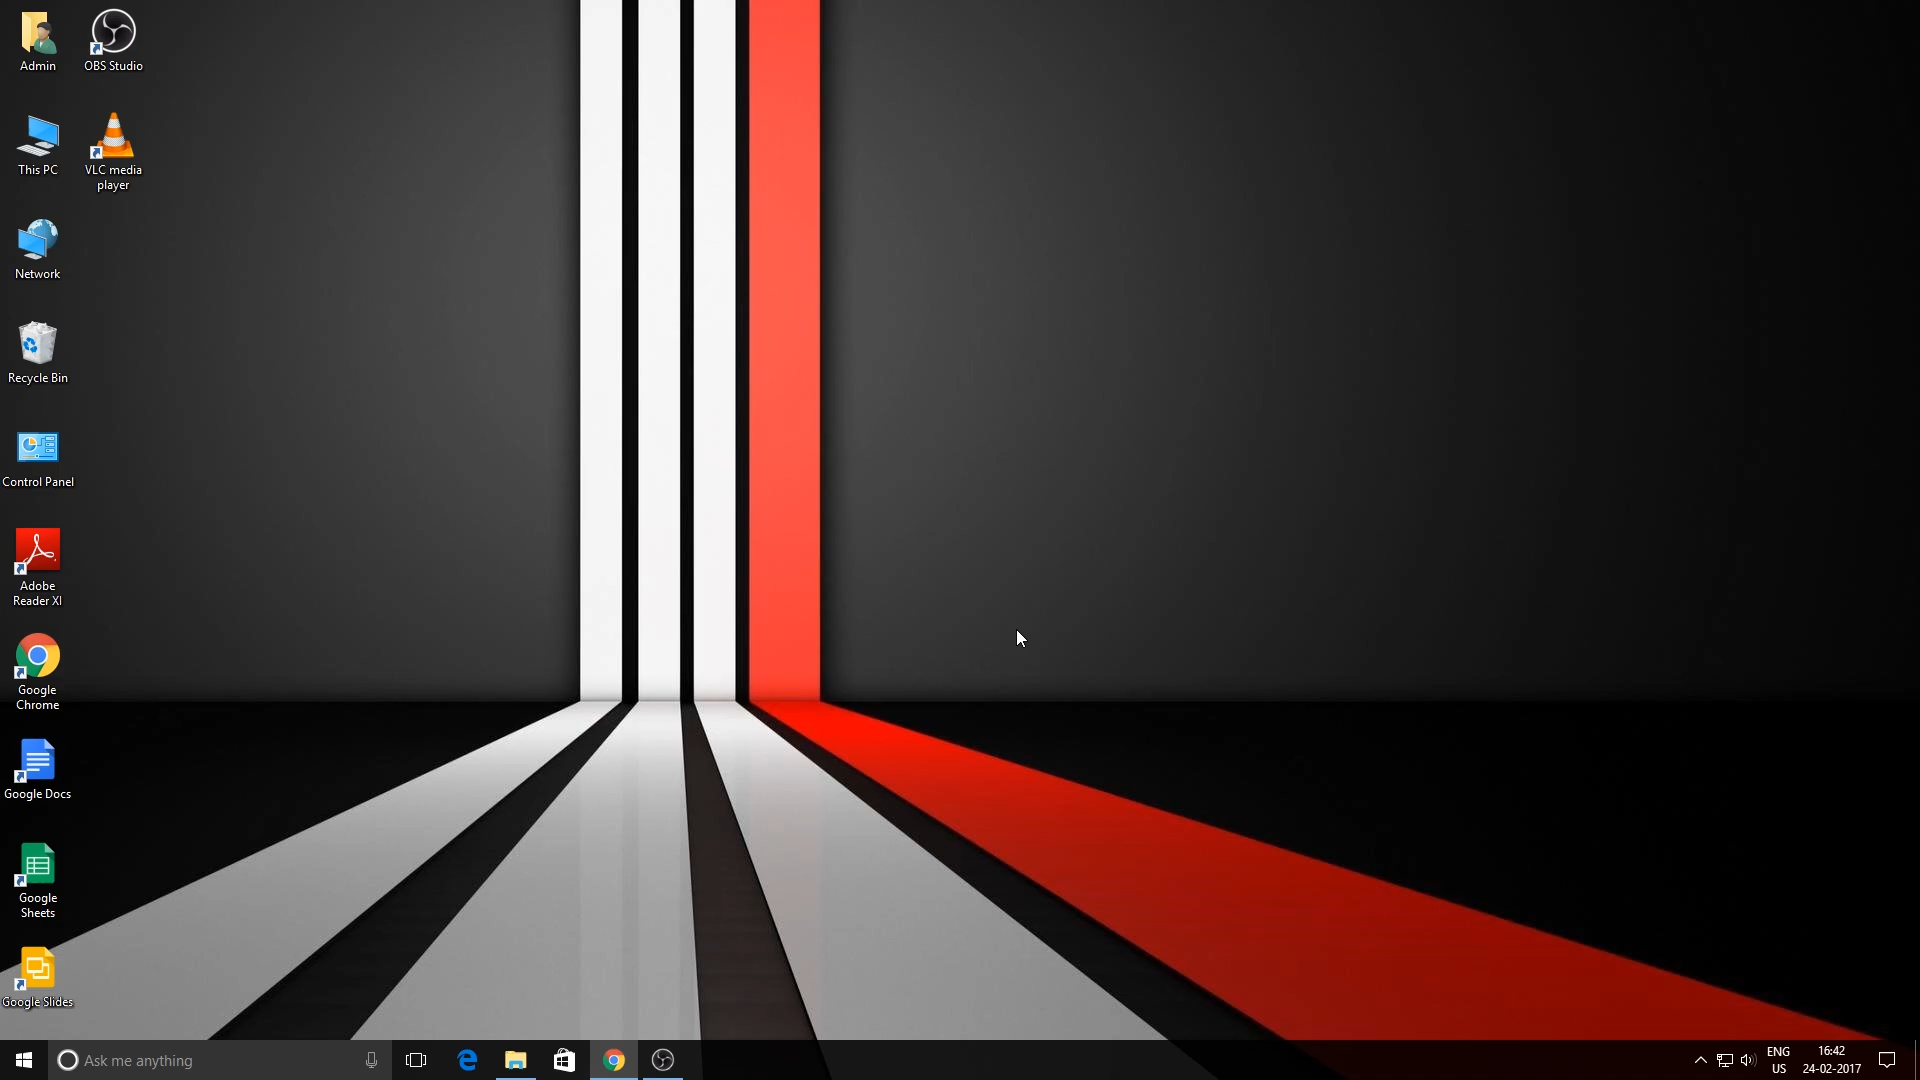 Admin
OBS Studio
This PC
VLC media
player
Network
Recycle Bin
Control Panel
Adobe
Reader XI
Google
Chrome
Google Docs
Google
Sheets
Google Slides
Ask me anything
ENG
US
16:42
24-02-2017